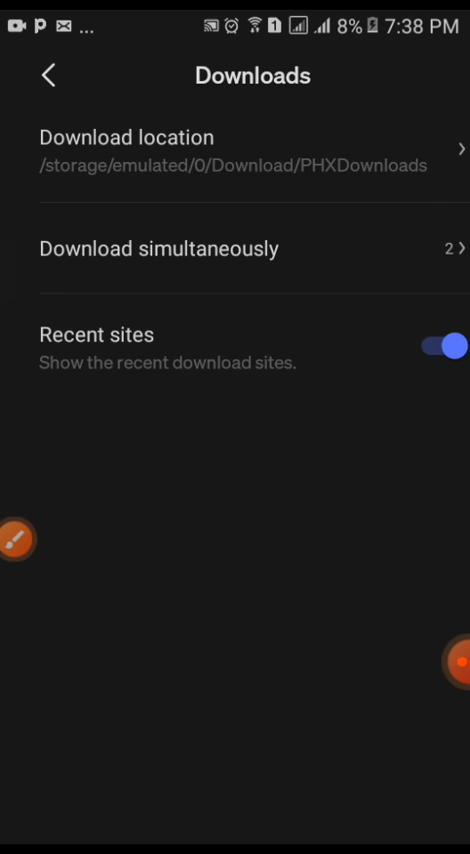 ... 1 8% 7:38 PM
Downloads
Download location
/storage/emulated/0/Download/PHXDownloads
Download simultaneously
2
Recent sites
Show the recent download sites.